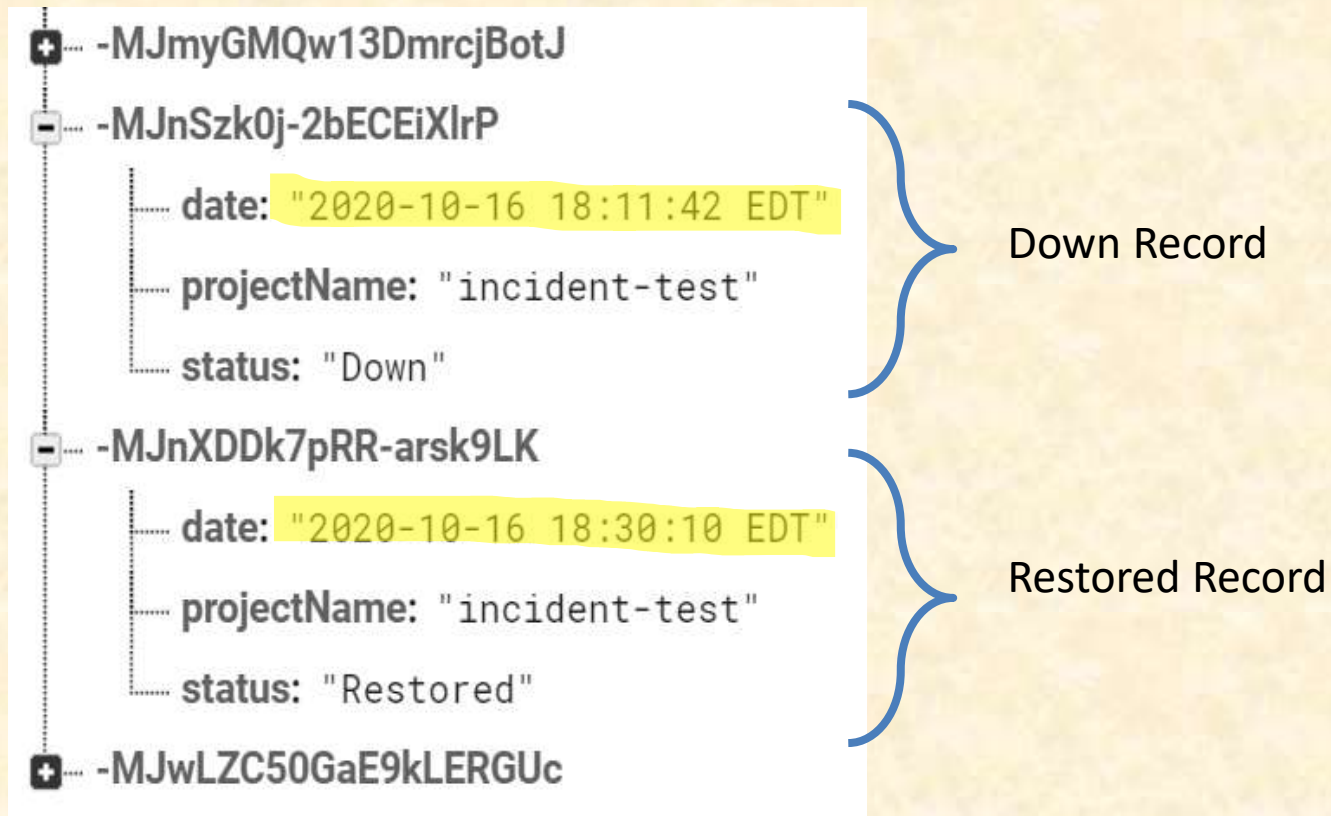 -MJmyGMQw13DmrcjBotJ
-MJnSzk0j-2bECEiXlrP
date: "2020-10-16 18:11:42 EDT"
projectName: "incident-test"
status: "Down"
Down Record
-MJnXDDk7pRR-arsk9LK
date: "2020-10-16 18:30:10 EDT"
projectName: "incident-test"
status: "Restored"
Restored Record
-MJwLZC50GaE9kLERGUc